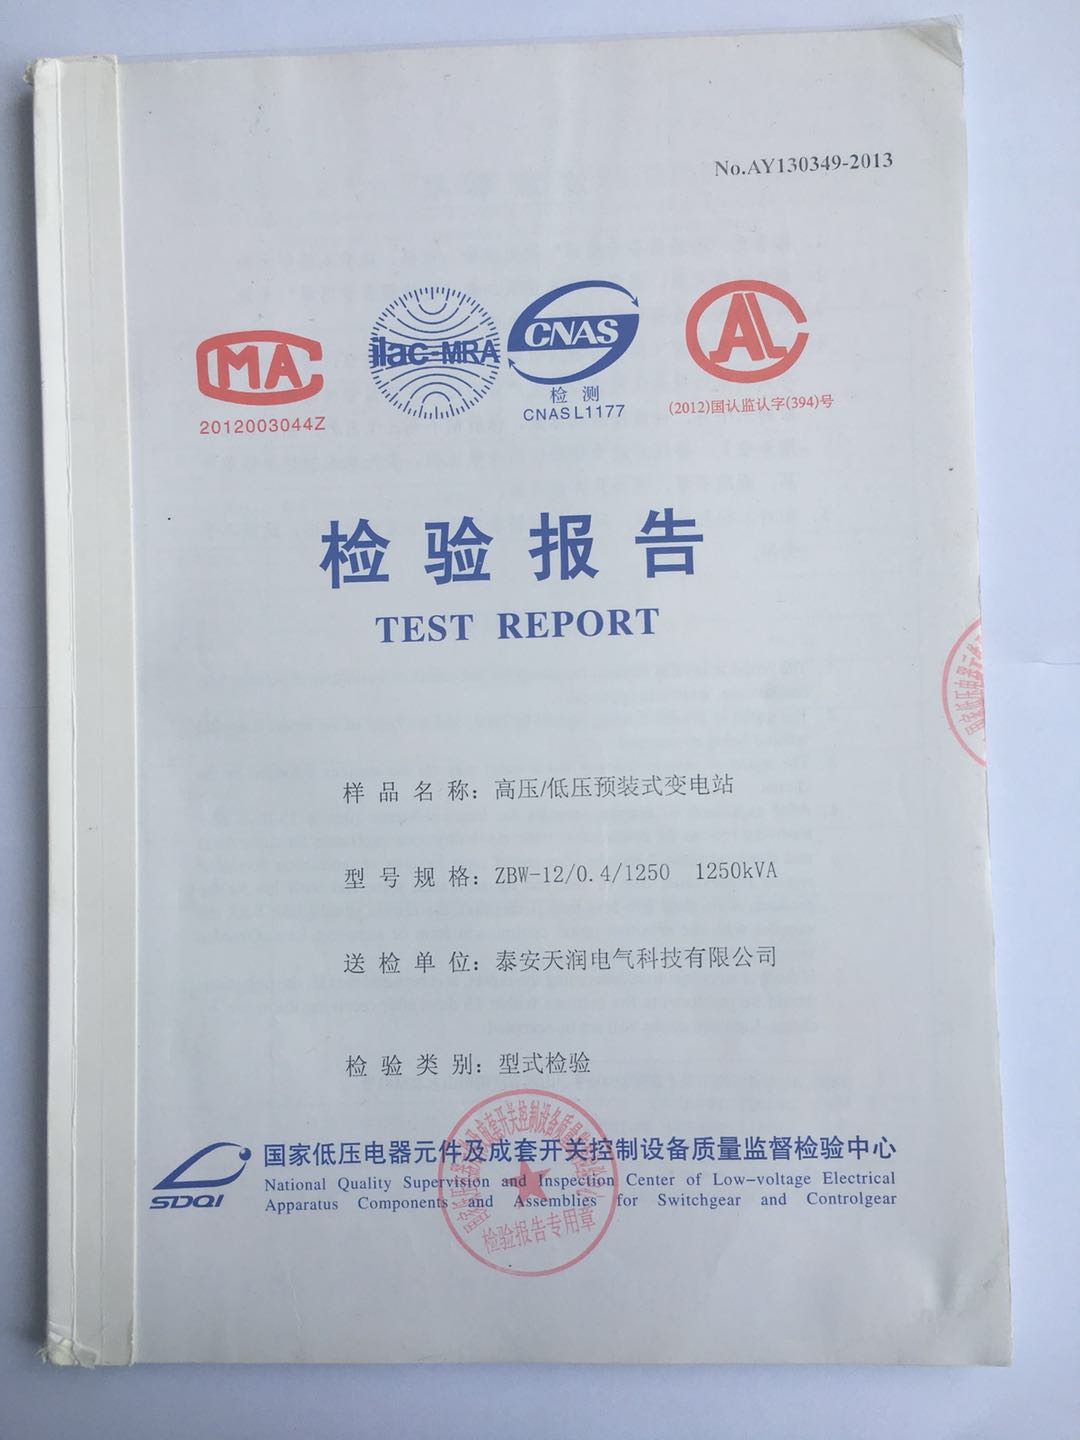 No.AY130349-2013
CMA
ilac-MRA
CNAS
CAL
2012003044Z
检 测
CNAS L1177
(2012)国认监认字(394)号
检验报告
TEST REPORT
样品名称：高压/低压预装式变电站
型号规格：ZBW-12/0.4/1250 1250kVA
送检单位：泰安天润电气科技有限公司
检验类别：型式检验
国家低压电器元件及成套开关控制设备质量监督检验中心
National Quality Supervision and Inspection Center of Low-voltage Electrical
Apparatus Components and Assemblies for Switchgear and Controlgear
SDQI
检验报告专用章